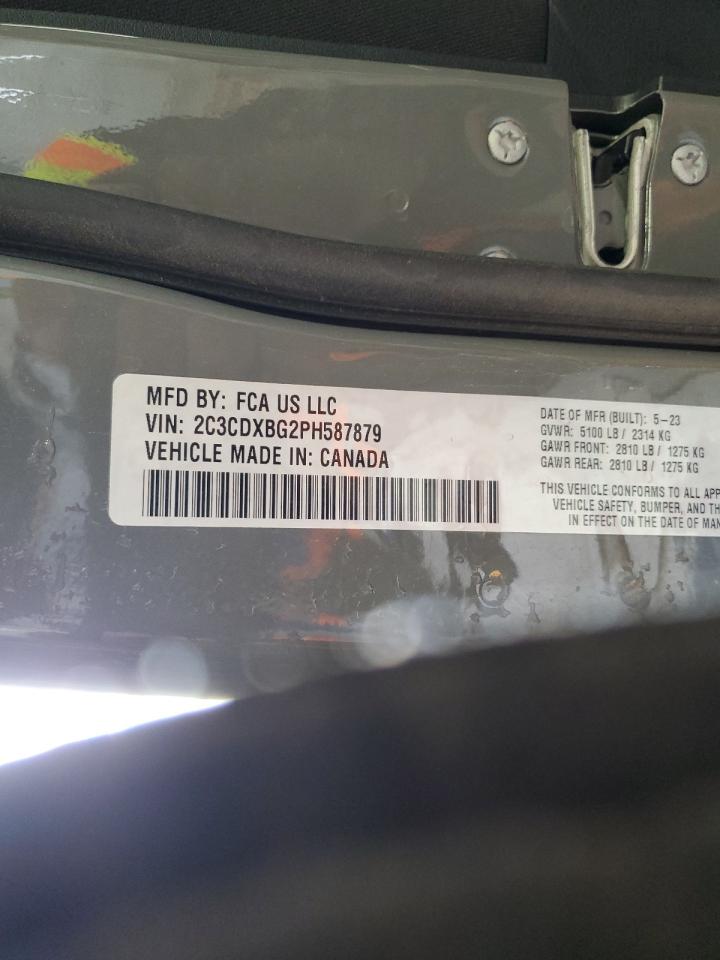 MFD BY: FCA US LLC
VIN: 2C3CDXBG2PH587879
VEHICLE MADE IN: CANADA
DATE OF MFR (BUILT): 5-23
GVWR: 5100 LB / 2314 KG
GAWR FRONT: 2810 LB / 1275 KG
GAWR REAR: 2810 LB / 1275 KG
THIS VEHICLE CONFORMS TO ALL APP
VEHICLE SAFETY, BUMPER, AND TH
IN EFFECT ON THE DATE OF MAN